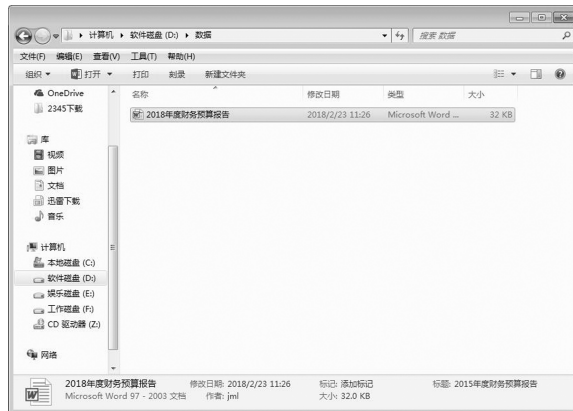 计算机 ▸ 软件磁盘 (D:) ▸ 数据
搜索 数据
文件(F) 编辑(E) 查看(V) 工具(T) 帮助(H)
组织 打开 打印 刻录 新建文件夹
OneDrive
2345下载
库
视频
图片
文档
迅雷下载
音乐
计算机
本地磁盘 (C:)
软件磁盘 (D:)
娱乐磁盘 (E:)
工作磁盘 (F:)
CD 驱动器 (Z:)
网络
名称 修改日期 类型 大小
2018年度财务预算报告 2018/2/23 11:26 Microsoft Word ... 32 KB
2018年度财务预算报告 修改日期: 2018/2/23 11:26 标记: 添加标记 标题: 2015年度财务预算报告
Microsoft Word 97 - 2003 文档 作者: jml 大小: 32.0 KB